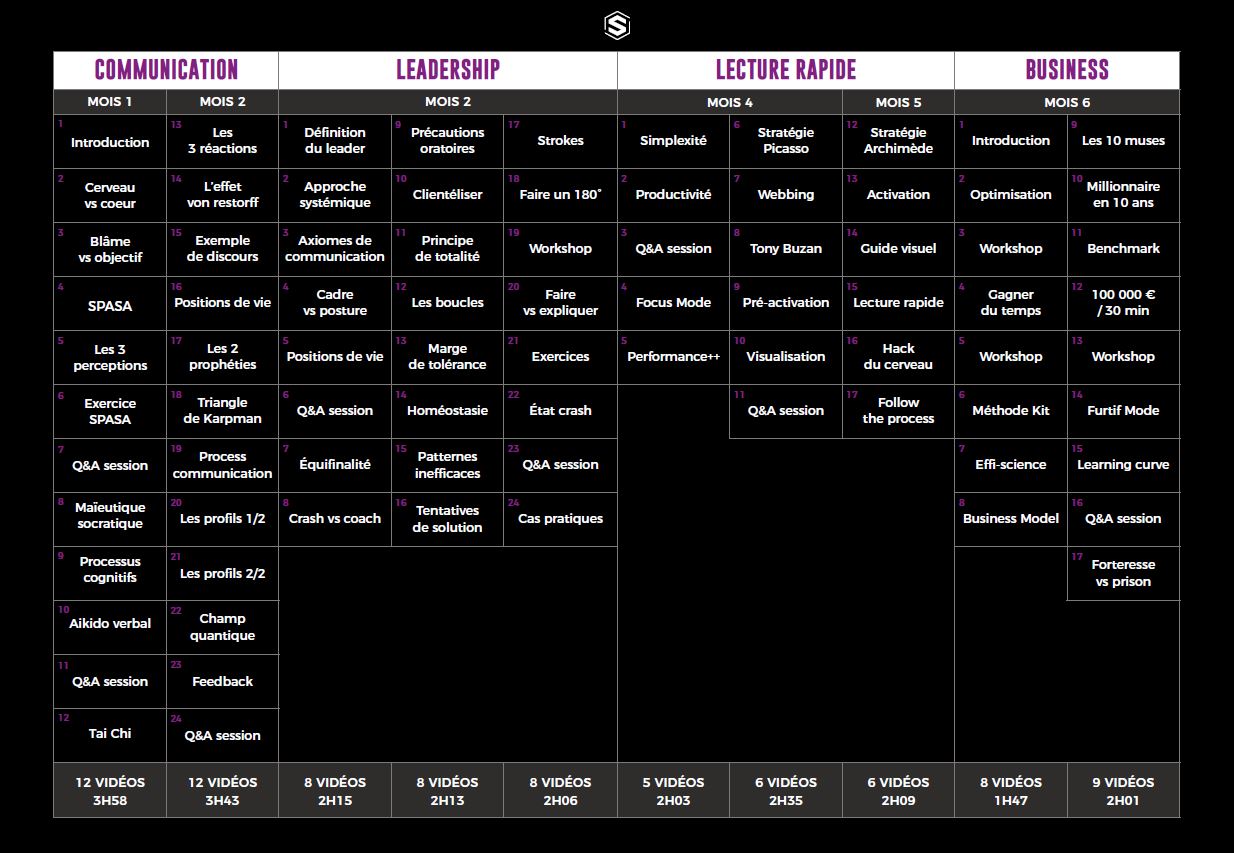 S
COMMUNICATION LEADERSHIP LECTURE RAPIDE BUSINESS
MOIS 1 MOIS 2 MOIS 2 MOIS 4 MOIS 5 MOIS 6
1 Introduction
2 Cerveau
vs coeur
3 Blâme
vs objectif
4 SPASA
5 Les 3
perceptions
6 Exercice
SPASA
7 Q&A session
8 Maïeutique
socratique
9 Processus
cognitifs
10 Aikido verbal
11 Q&A session
12 Tai Chi
12 VIDÉOS
3H58
13 Les
3 réactions
14 L'effet
von restorff
15 Exemple
de discours
16 Positions de vie
17 Les 2
prophéties
18 Triangle
de Karpman
19 Process
communication
20 Les profils 1/2
21 Les profils 2/2
22 Champ
quantique
23 Feedback
24 Q&A session
12 VIDÉOS
3H43
1 Définition
du leader
2 Approche
systémique
3 Axiomes de
communication
4 Cadre
vs posture
5 Positions de vie
6 Q&A session
7 Équifinalité
8 Crash vs coach
8 VIDÉOS
2H15
9 Précautions
oratoires
10 Clientéliser
11 Principe
de totalité
12 Les boucles
13 Marge
de tolérance
14 Homéostasie
15 Patternes
inefficaces
16 Tentatives
de solution
8 VIDÉOS
2H13
17 Strokes
18 Faire un 180°
19 Workshop
20 Faire
vs expliquer
21 Exercices
22 État crash
23 Q&A session
24 Cas pratiques
8 VIDÉOS
2H06
1 Simplexité
2 Productivité
3 Q&A session
4 Focus Mode
5 Performance++
5 VIDÉOS
2H03
6 Stratégie
Picasso
7 Webbing
8 Tony Buzan
9 Pré-activation
10 Visualisation
11 Q&A session
6 VIDÉOS
2H35
12 Stratégie
Archimède
13 Activation
14 Guide visuel
15 Lecture rapide
16 Hack
du cerveau
17 Follow
the process
6 VIDÉOS
2H09
1 Introduction
2 Optimisation
3 Workshop
4 Gagner
du temps
5 Workshop
6 Méthode Kit
7 Effi-science
8 Business Model
8 VIDÉOS
1H47
9 Les 10 muses
10 Millionnaire
en 10 ans
11 Benchmark
12 100 000 €
/ 30 min
13 Workshop
14 Furtif Mode
15 Learning curve
16 Q&A session
17 Forteresse
vs prison
9 VIDÉOS
2H01